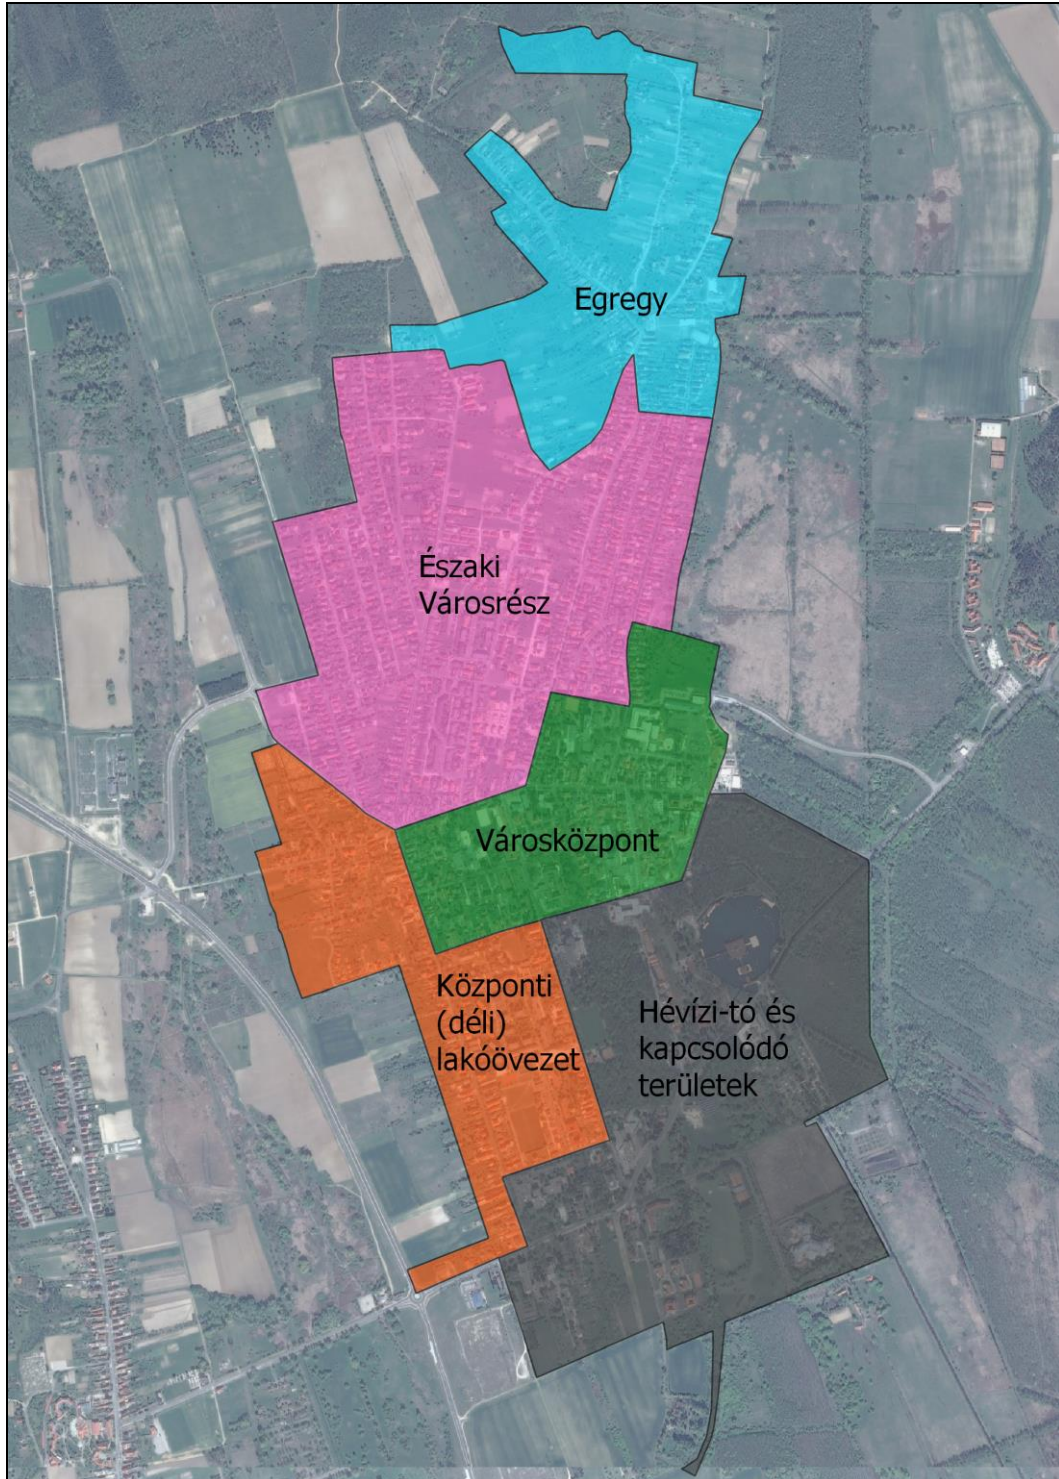 Egregy
Északi
Városrész
Városközpont
Központi
(déli)
lakóövezet
Hévízi-tó és
kapcsolódó
területek